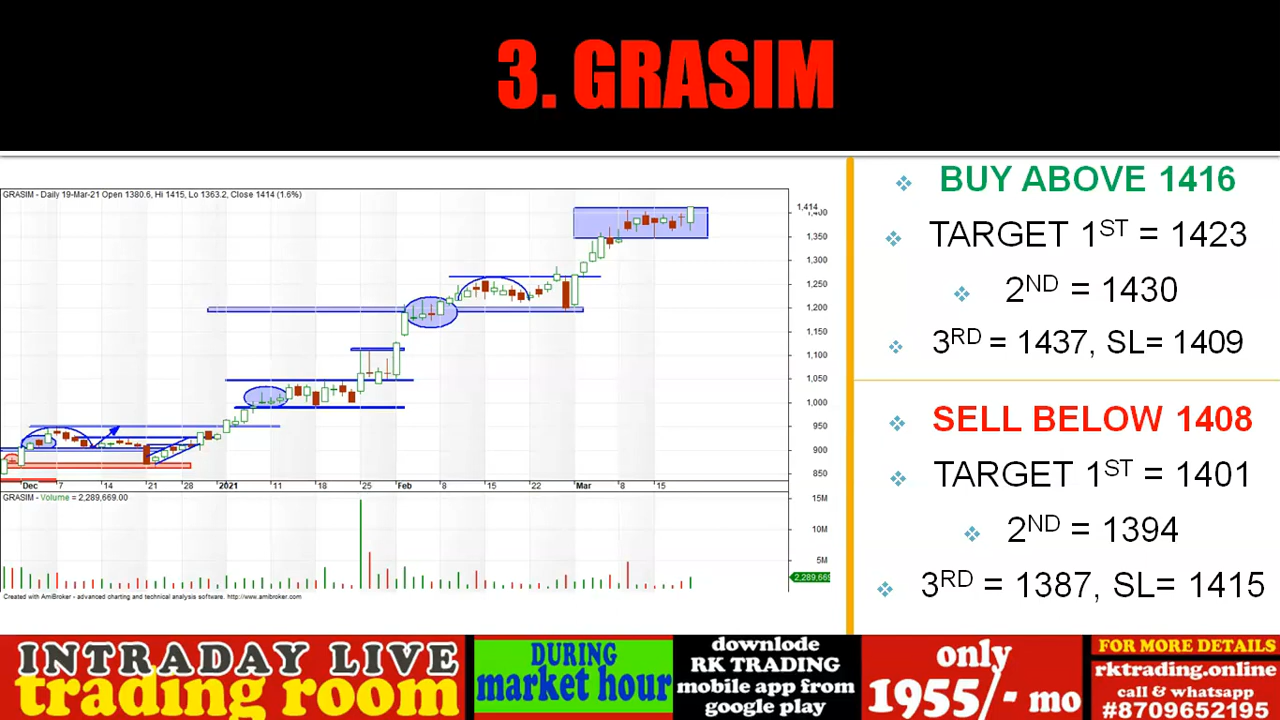 3. GRASIM
GRASIM - Daily 19-Mar-21 Open 1380.6, Hi 1415, Lo 1363.2, Close 1414 (1.6%)
1,414
1,400
1,350
1,300
1,250
1,200
1,150
1,100
1,050
1,000
950
900
850
Dec 7 14 21 28 2021 11 18 25 Feb 8 15 22 Mar 8 15
GRASIM - Volume = 2,289,669.00
15M
10M
5M
2,289,669
Created with AmiBroker - advanced charting and technical analysis software. http://www.amibroker.com
BUY ABOVE 1416
TARGET 1ST = 1423
2ND = 1430
3RD = 1437, SL= 1409
SELL BELOW 1408
TARGET 1ST = 1401
2ND = 1394
3RD = 1387, SL= 1415
INTRADAY LIVE
trading room
DURING
market hour
downlode
RK TRADING
mobile app from
google play
only
1955/- mo
FOR MORE DETAILS
rktrading.online
call & whatsapp
#8709652195